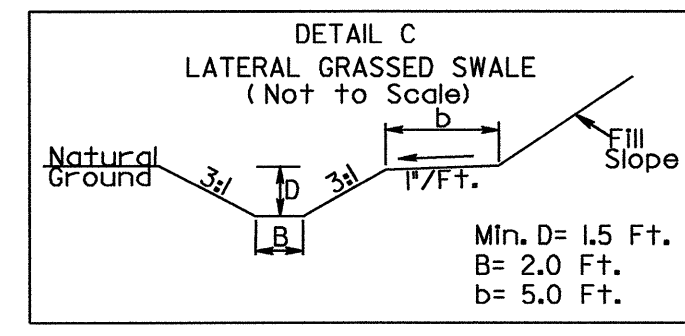 DETAIL C
LATERAL GRASSED SWALE
(Not to Scale)
b
Natural
Ground
3:1
D
3:1
1"/Ft.
Fill
Slope
B
Min. D= 1.5 Ft.
B= 2.0 Ft.
b= 5.0 Ft.